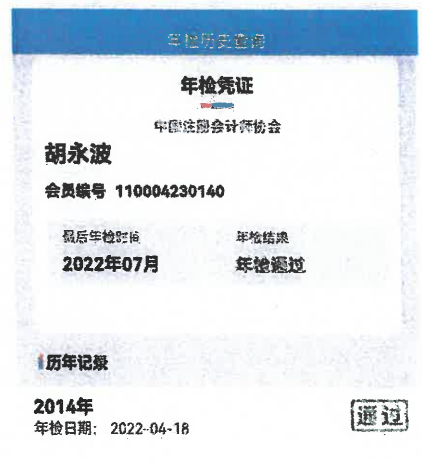 年检历史查询
年检凭证
中国注册会计师协会
胡永波
会员编号 110004230140
最后年检时间 年检结果
2022年07月 年检通过
历年记录
2014年
年检日期: 2022-04-18
通过